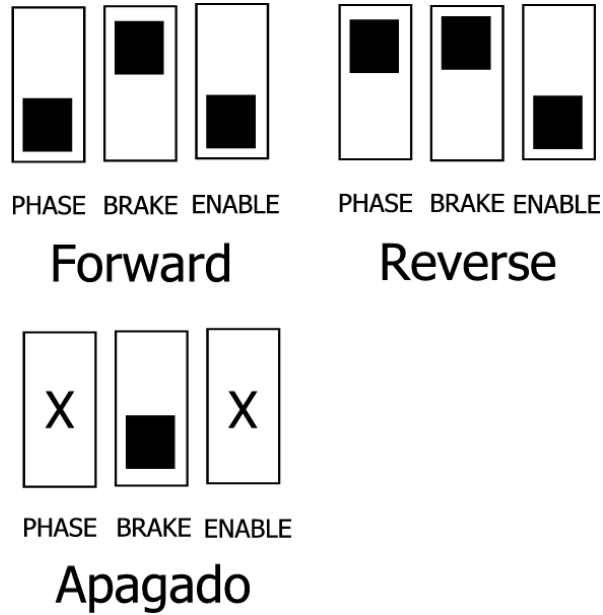 PHASE BRAKE ENABLE
Forward
PHASE BRAKE ENABLE
Reverse
X X
PHASE BRAKE ENABLE
Apagado